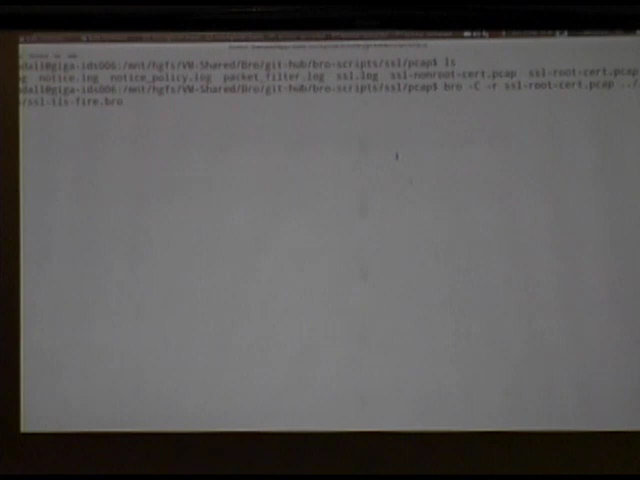 dall@giga-ids006:/mnt/hgfs/VM-Shared/Bro/git-hub/bro-scripts/ssl/pcap$ ls
g notice.log notice_policy.log packet_filter.log ssl.log ssl-nonroot-cert.pcap ssl-root-cert.pcap
dall@giga-ids006:/mnt/hgfs/VM-Shared/Bro/git-hub/bro-scripts/ssl/pcap$ bro -C -r ssl-root-cert.pcap ../
/ssl-iis-fire.bro